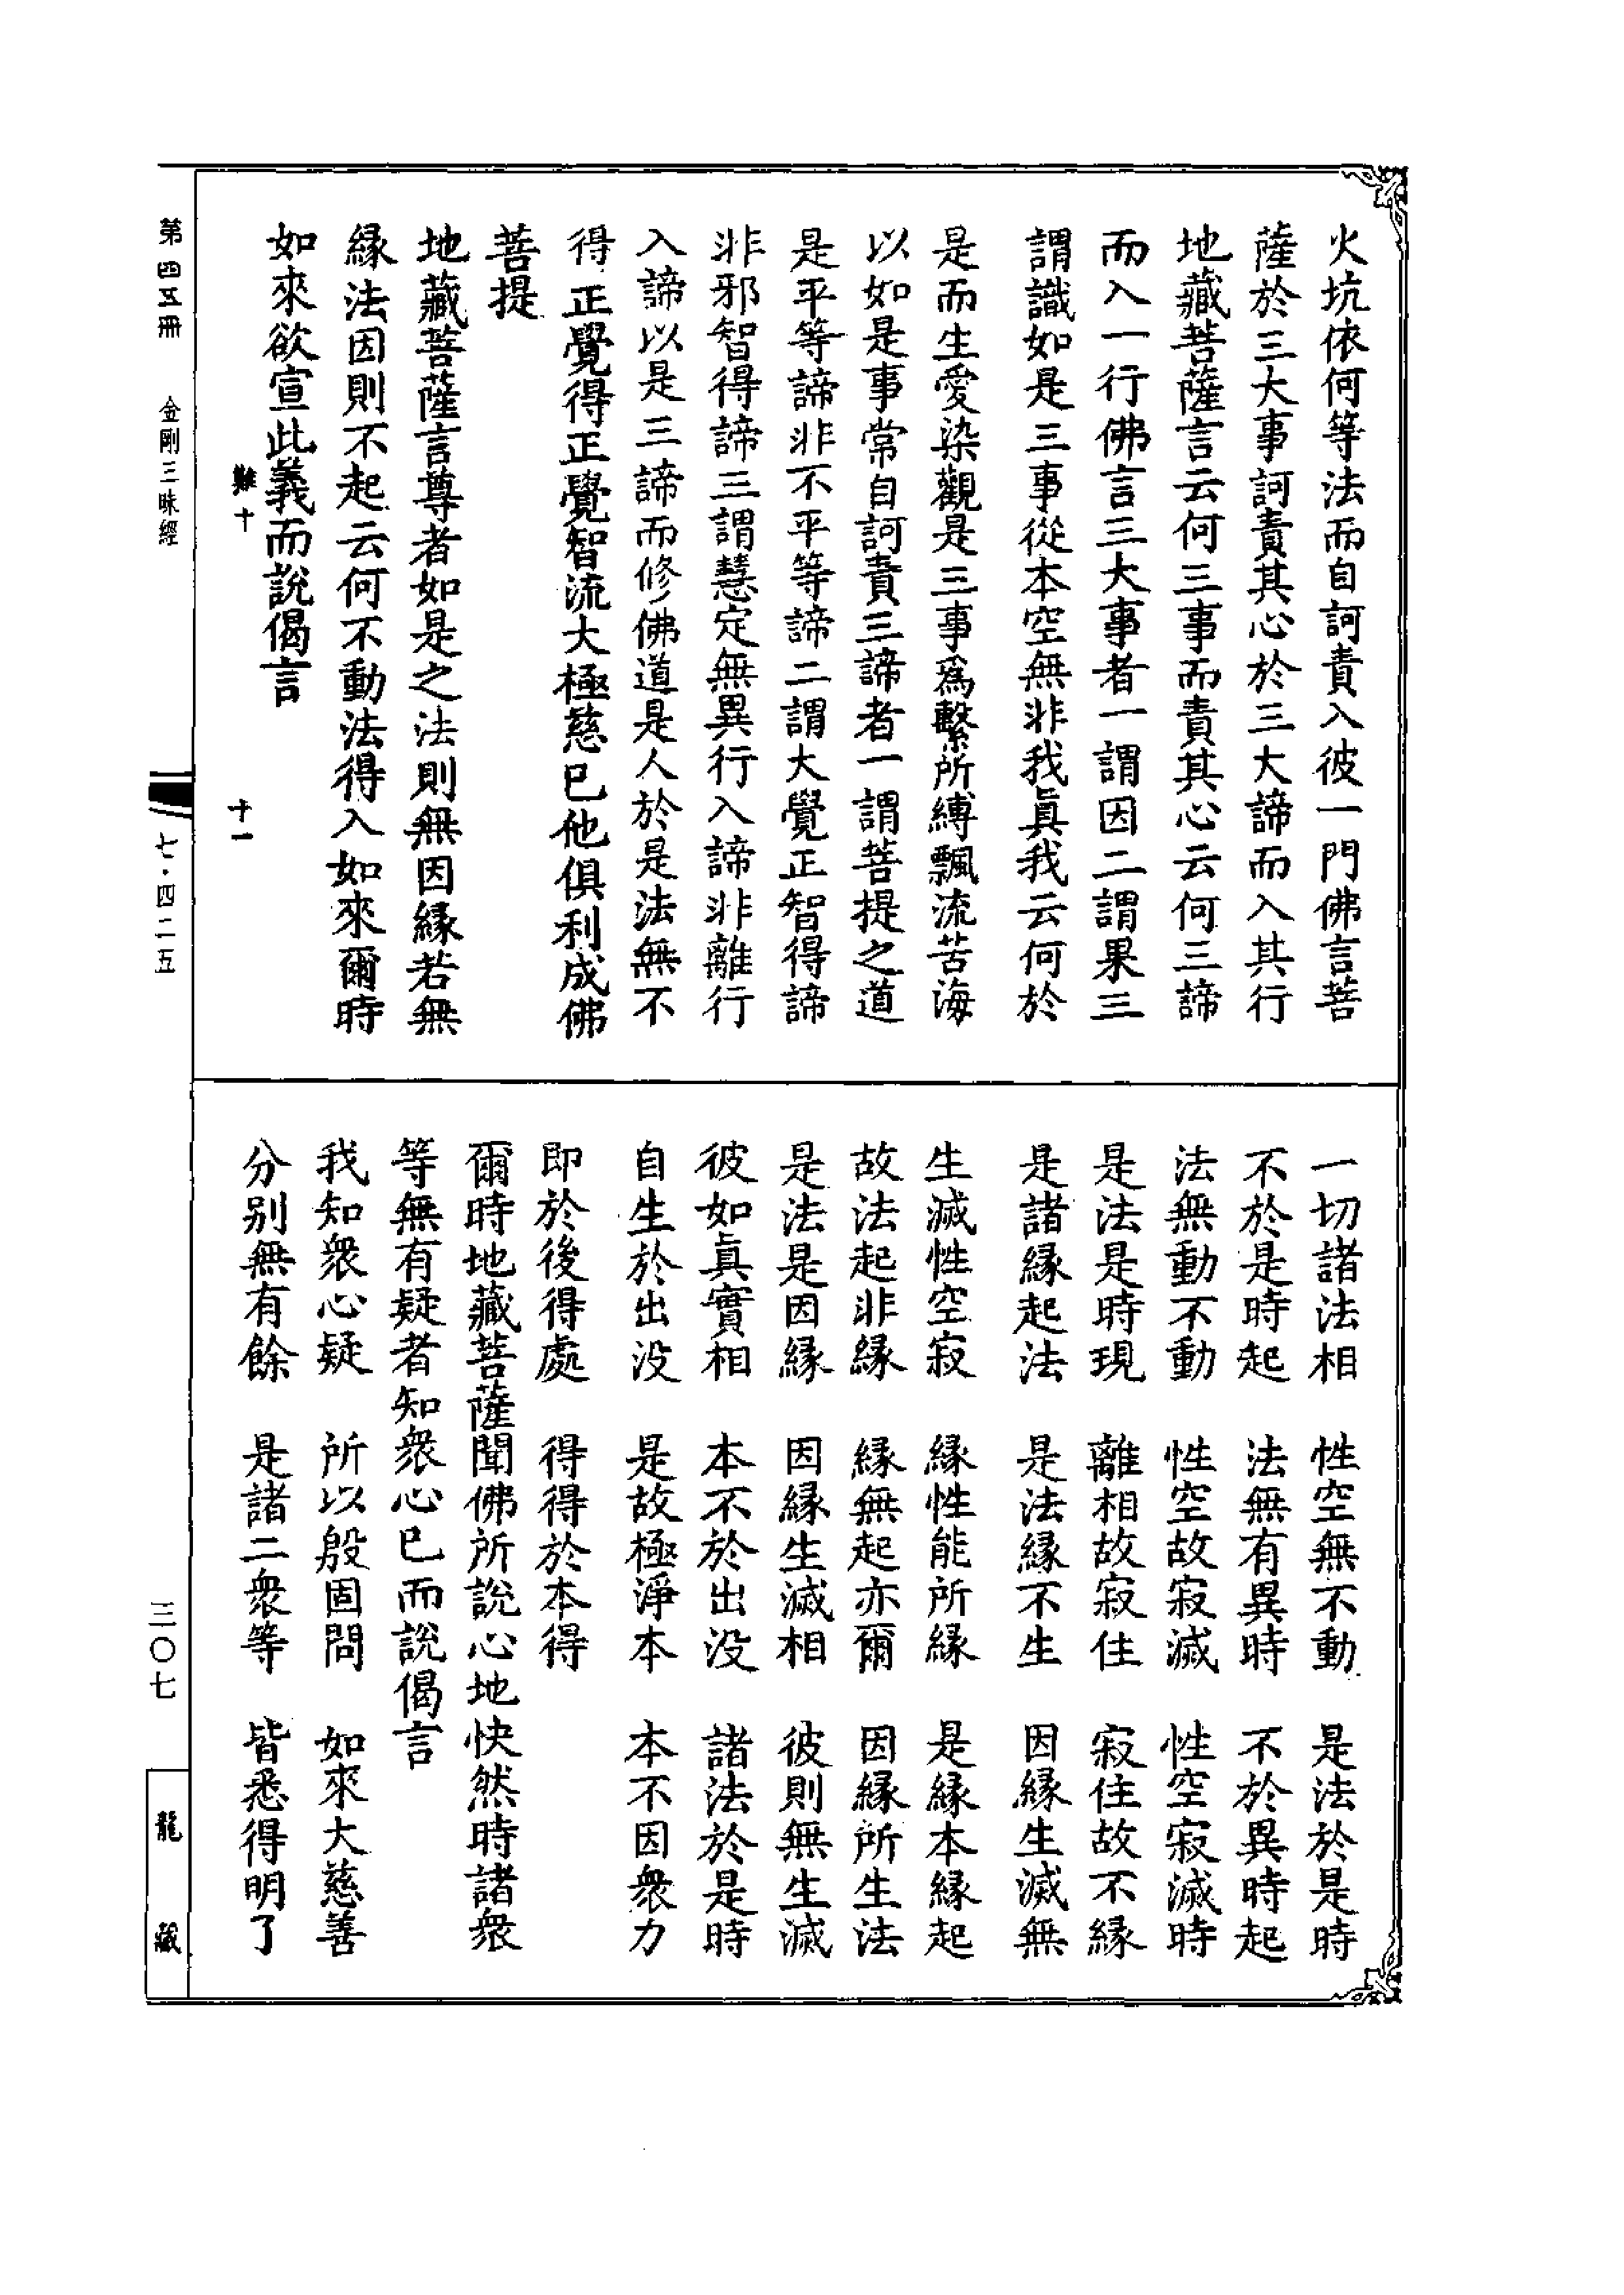 火坑依何等法而自訶責入彼一門佛言菩
薩於三大事訶責其心於三大諦而入其行
地藏菩薩言云何三事而責其心云何三諦
而入一行佛言三大事者一謂因二謂果三
謂識如是三事從本空無非我眞我云何於
是而生愛染觀是三事爲繫所縛飄流苦海
以如是事常自訶責三諦者一謂菩提之道
是平等諦非不平等諦二謂大覺正智得諦
非邪智得諦三謂慧定無異行入諦非離行
入諦以是三諦而修佛道是人於是法無不
得正覺得正覺智流大極慈已他俱利成佛
菩提
地藏菩薩言尊者如是之法則無因縁若無
縁法因則不起云何不動法得入如來爾時
如來欲宣此義而說偈言
難十
十一
一切諸法相 性空無不動 是法於是時
不於是時起 法無有異時 不於異時起
法無動不動 性空故寂滅 性空寂滅時
是法是時現 離相故寂住 寂住故不緣
是諸縁起法 是法縁不生 因縁生滅無
生滅性空寂 縁性能所縁 是縁本縁起
故法起非縁 縁無起亦爾 因縁所生法
是法是因縁 因縁生滅相 彼則無生滅
彼如眞實相 本不於出没 諸法於是時
自生於出没 是故極淨本 本不因衆力
即於後得處 得得於本得
爾時地藏菩薩聞佛所說心地快然時諸衆
等無有疑者知衆心已而說偈言
我知衆心疑 所以殷固問 如來大慈善
分別無有餘 是諸二衆等 皆悉得明了
第四五冊 金剛三昧經
七·四二五
三〇七
龍藏